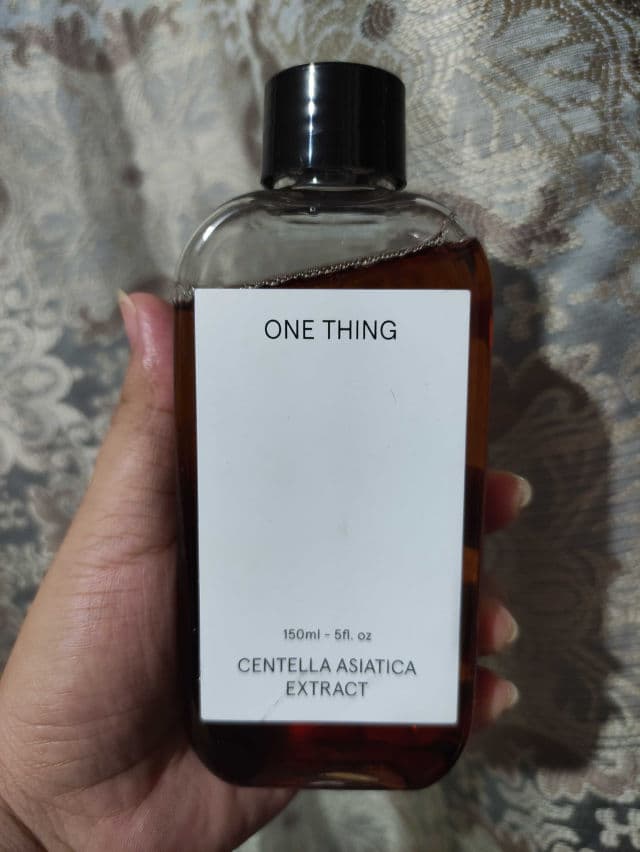 ONE THING
150ml - 5fl. oz
CENTELLA ASIATICA
EXTRACT